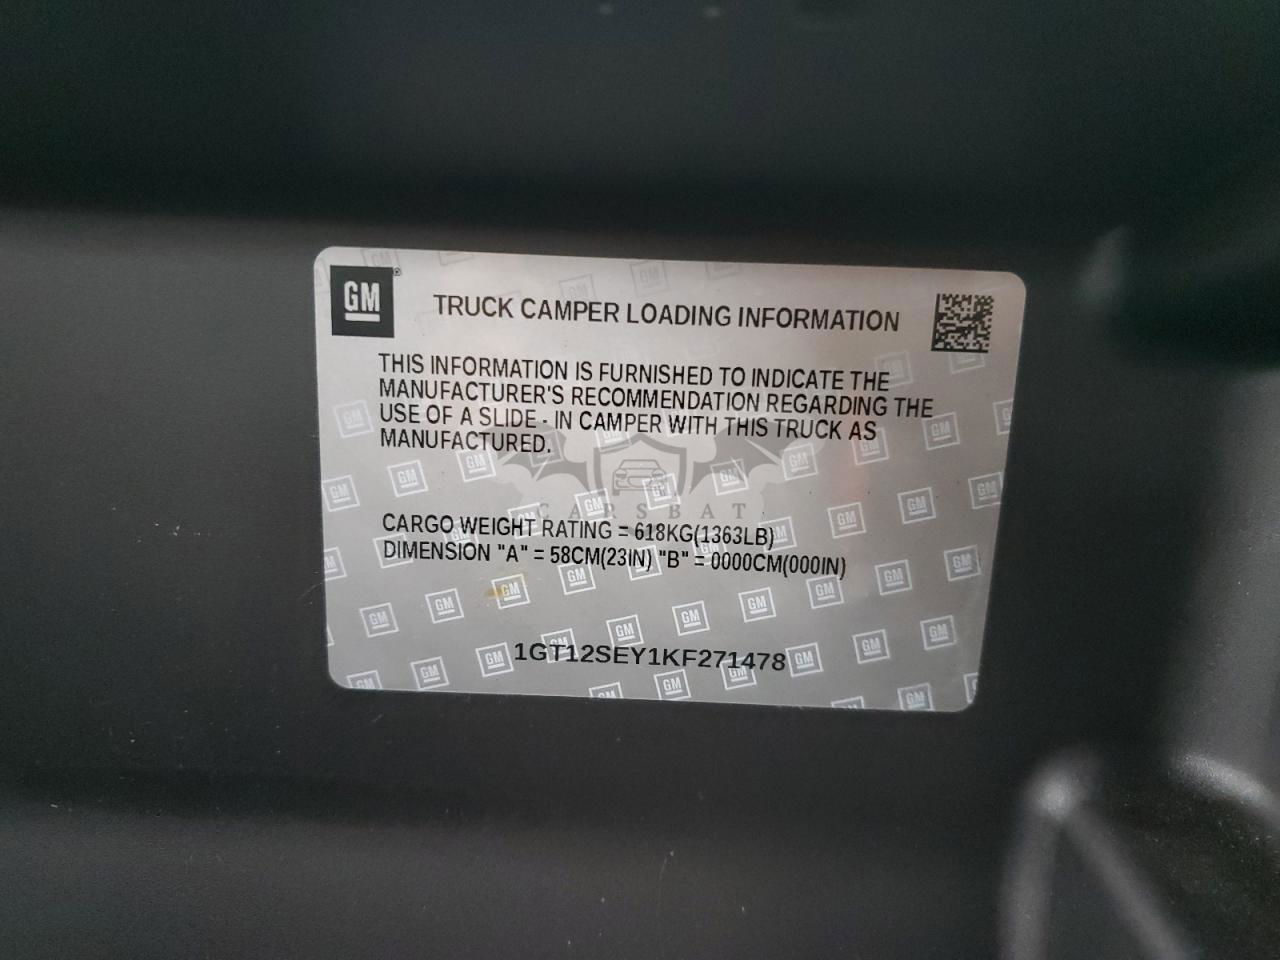 GM
TRUCK CAMPER LOADING INFORMATION
THIS INFORMATION IS FURNISHED TO INDICATE THE
MANUFACTURER'S RECOMMENDATION REGARDING THE
USE OF A SLIDE - IN CAMPER WITH THIS TRUCK AS
MANUFACTURED.
CARSBAT
CARGO WEIGHT RATING = 618KG(1363LB)
DIMENSION "A" = 58CM(23IN) "B" = 0000CM(000IN)
1GT12SEY1KF271478